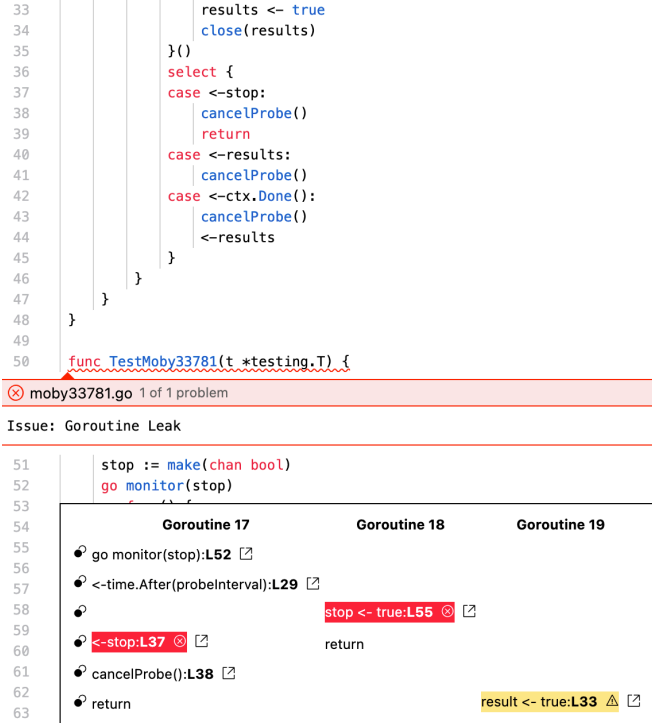 33 results <- true
34 close(results)
35 }()
36 select {
37 case <-stop:
38 cancelProbe()
39 return
40 case <-results:
41 cancelProbe()
42 case <-ctx.Done():
43 cancelProbe()
44 <-results
45 }
46 }
47 }
48 }
49
50 func TestMoby33781(t *testing.T) {
moby33781.go 1 of 1 problem
Issue: Goroutine Leak
51 stop := make(chan bool)
52 go monitor(stop)
53
54 Goroutine 17 Goroutine 18 Goroutine 19
55 go monitor(stop):L52
56
57 <-time.After(probeInterval):L29
58 stop <- true:L55
59
60 <-stop:L37 return
61 cancelProbe():L38
62 return result <- true:L33
63